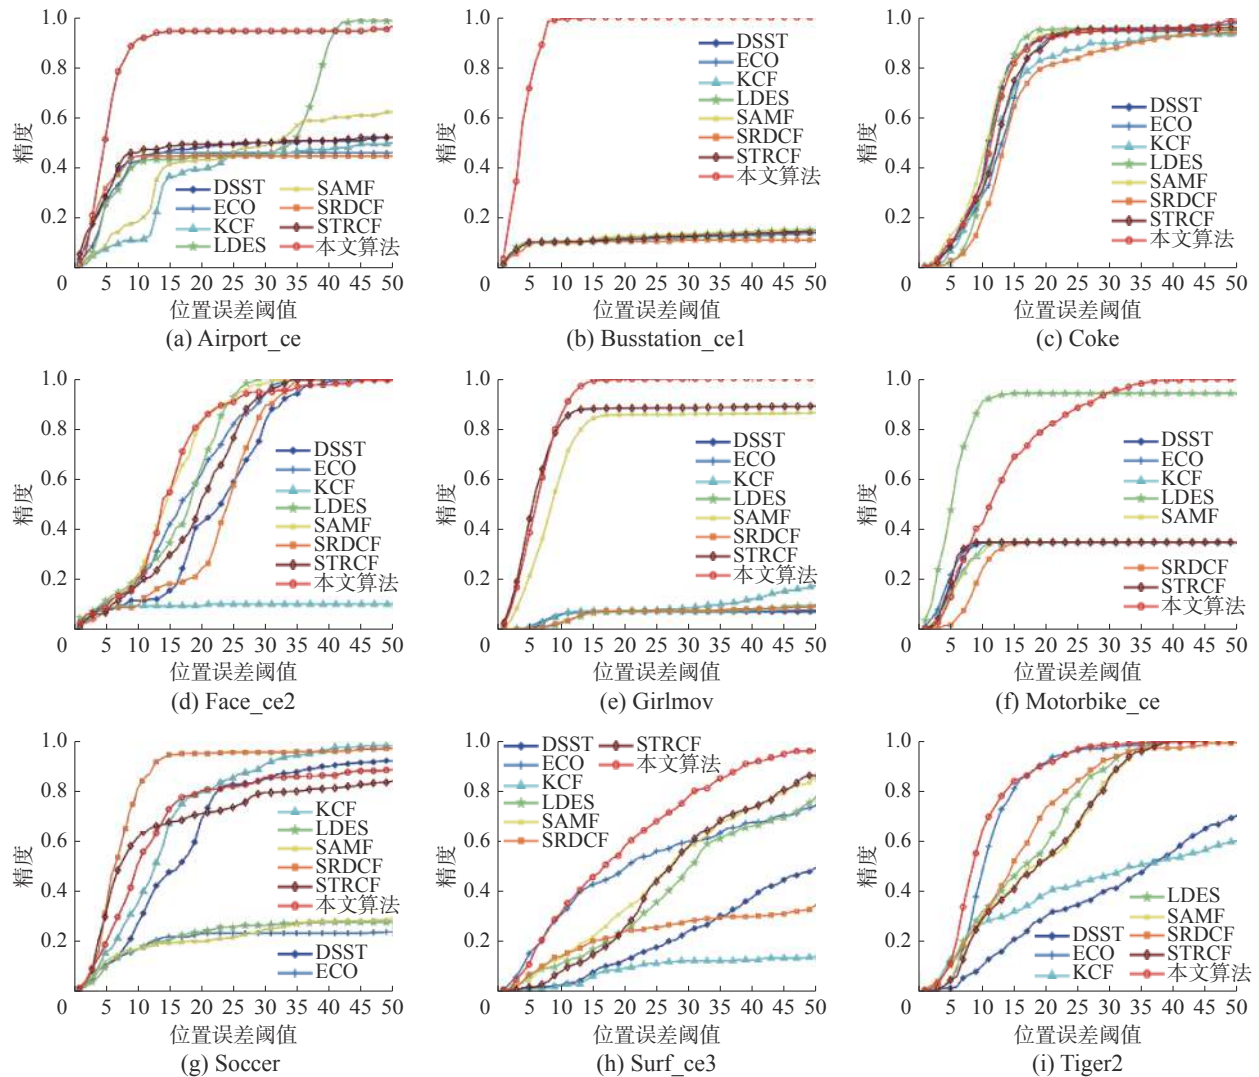 1.0
0.8
0.6
0.4
0.2
精度
DSST
ECO
KCF
LDES
SAMF
SRDCF
STRCF
本文算法
0 5 10 15 20 25 30 35 40 45 50
位置误差阈值
(a) Airport_ce
1.0
0.8
0.6
0.4
0.2
精度
DSST
ECO
KCF
LDES
SAMF
SRDCF
STRCF
本文算法
0 5 10 15 20 25 30 35 40 45 50
位置误差阈值
(b) Busstation_ce1
1.0
0.8
0.6
0.4
0.2
精度
DSST
ECO
KCF
LDES
SAMF
SRDCF
STRCF
本文算法
0 5 10 15 20 25 30 35 40 45 50
位置误差阈值
(c) Coke
1.0
0.8
0.6
0.4
0.2
精度
DSST
ECO
KCF
LDES
SAMF
SRDCF
STRCF
本文算法
0 5 10 15 20 25 30 35 40 45 50
位置误差阈值
(d) Face_ce2
1.0
0.8
0.6
0.4
0.2
精度
DSST
ECO
KCF
LDES
SAMF
SRDCF
STRCF
本文算法
0 5 10 15 20 25 30 35 40 45 50
位置误差阈值
(e) Girlmov
1.0
0.8
0.6
0.4
0.2
精度
DSST
ECO
KCF
LDES
SAMF
SRDCF
STRCF
本文算法
0 5 10 15 20 25 30 35 40 45 50
位置误差阈值
(f) Motorbike_ce
1.0
0.8
0.6
0.4
0.2
精度
KCF
LDES
SAMF
SRDCF
STRCF
本文算法
DSST
ECO
0 5 10 15 20 25 30 35 40 45 50
位置误差阈值
(g) Soccer
1.0
0.8
0.6
0.4
0.2
精度
DSST
ECO
KCF
LDES
SAMF
SRDCF
STRCF
本文算法
0 5 10 15 20 25 30 35 40 45 50
位置误差阈值
(h) Surf_ce3
1.0
0.8
0.6
0.4
0.2
精度
DSST
ECO
KCF
LDES
SAMF
SRDCF
STRCF
本文算法
0 5 10 15 20 25 30 35 40 45 50
位置误差阈值
(i) Tiger2